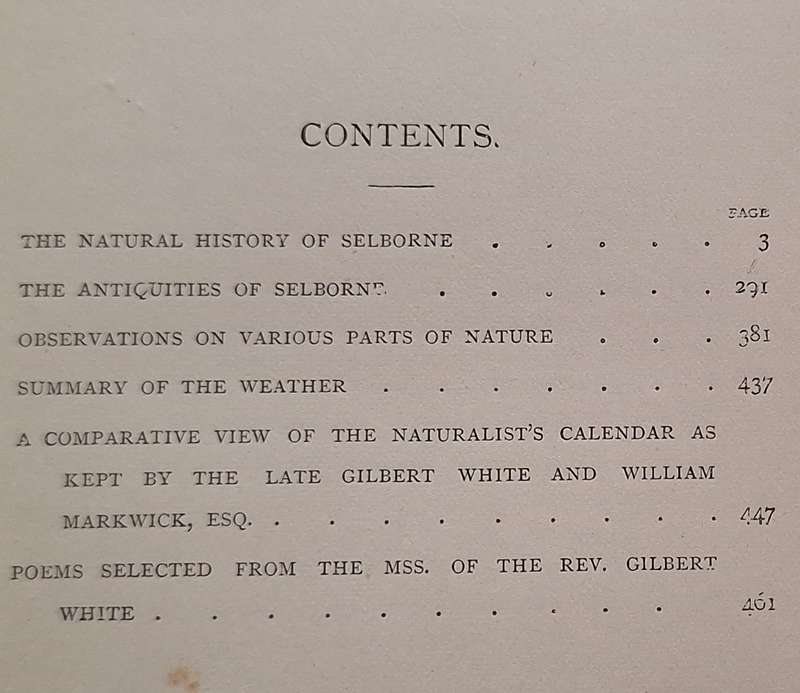 CONTENTS.
PAGE
THE NATURAL HISTORY OF SELBORNE . . . . . 3
THE ANTIQUITIES OF SELBORNE . . . . . . 291
OBSERVATIONS ON VARIOUS PARTS OF NATURE . . . 381
SUMMARY OF THE WEATHER . . . . . . . 437
A COMPARATIVE VIEW OF THE NATURALIST'S CALENDAR AS
KEPT BY THE LATE GILBERT WHITE AND WILLIAM
MARKWICK, ESQ. . . . . . . . . . 447
POEMS SELECTED FROM THE MSS. OF THE REV. GILBERT
WHITE . . . . . . . . . . 461